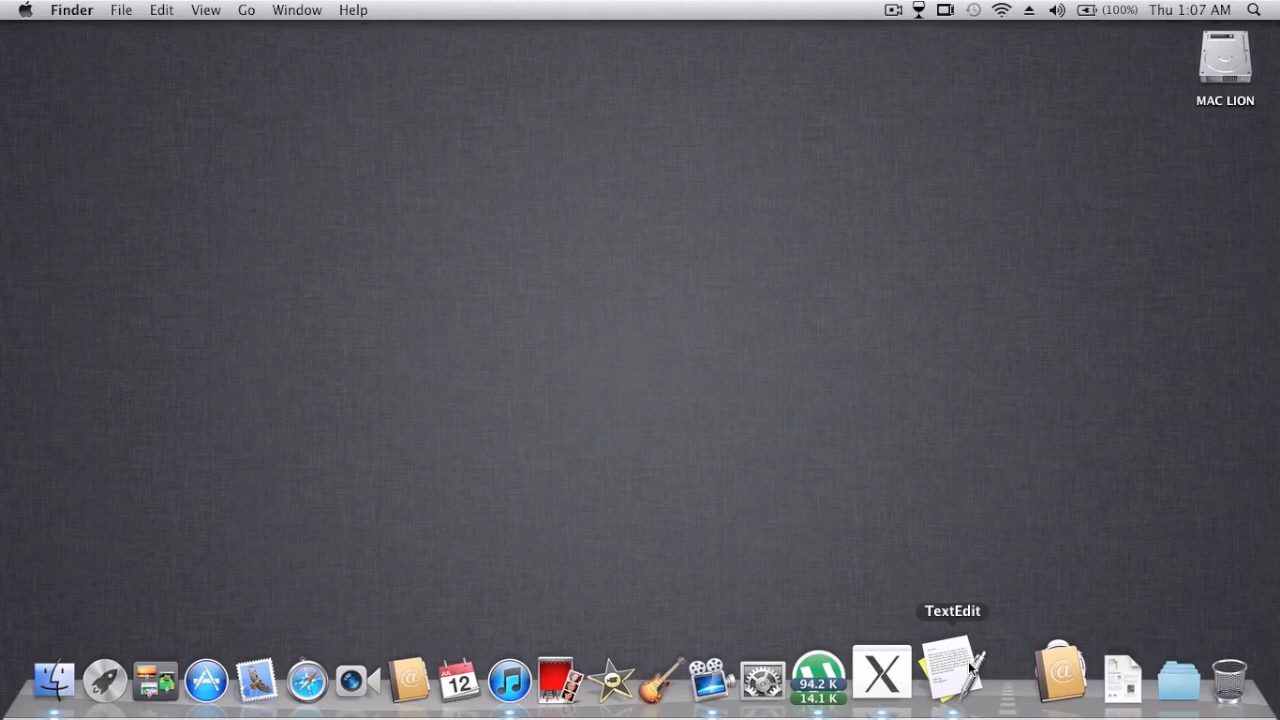 Finder File Edit View Go Window Help (100%) Thu 1:07 AM
MAC LION
TextEdit
JUL
12
94.2 K
14.1 K
X
@
@